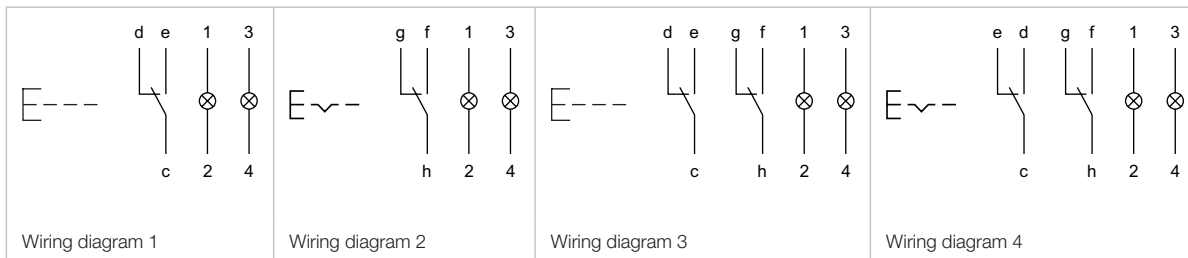 d e 1 3
c 2 4
Wiring diagram 1
g f 1 3
h 2 4
Wiring diagram 2
d e g f 1 3
c h 2 4
Wiring diagram 3
e d g f 1 3
c h 2 4
Wiring diagram 4